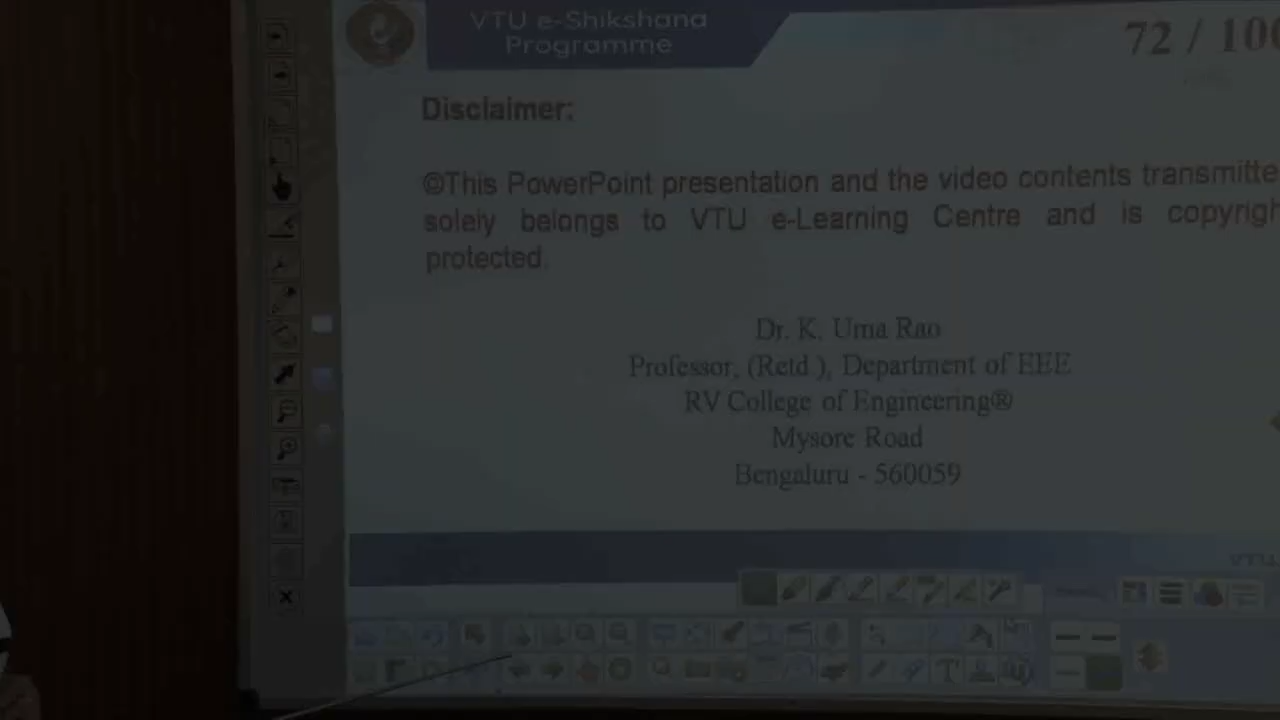 VTU e-Shikshana
Programme
72 / 100
Disclaimer:
@This PowerPoint presentation and the video contents transmitte
solely belongs to VTU e-Learning Centre and is copyrigh
protected.
Dr. K. Uma Rao
Professor, (Retd ), Department of EEE
RV College of Engineering®
Mysore Road
Bengaluru - 560059
VTU